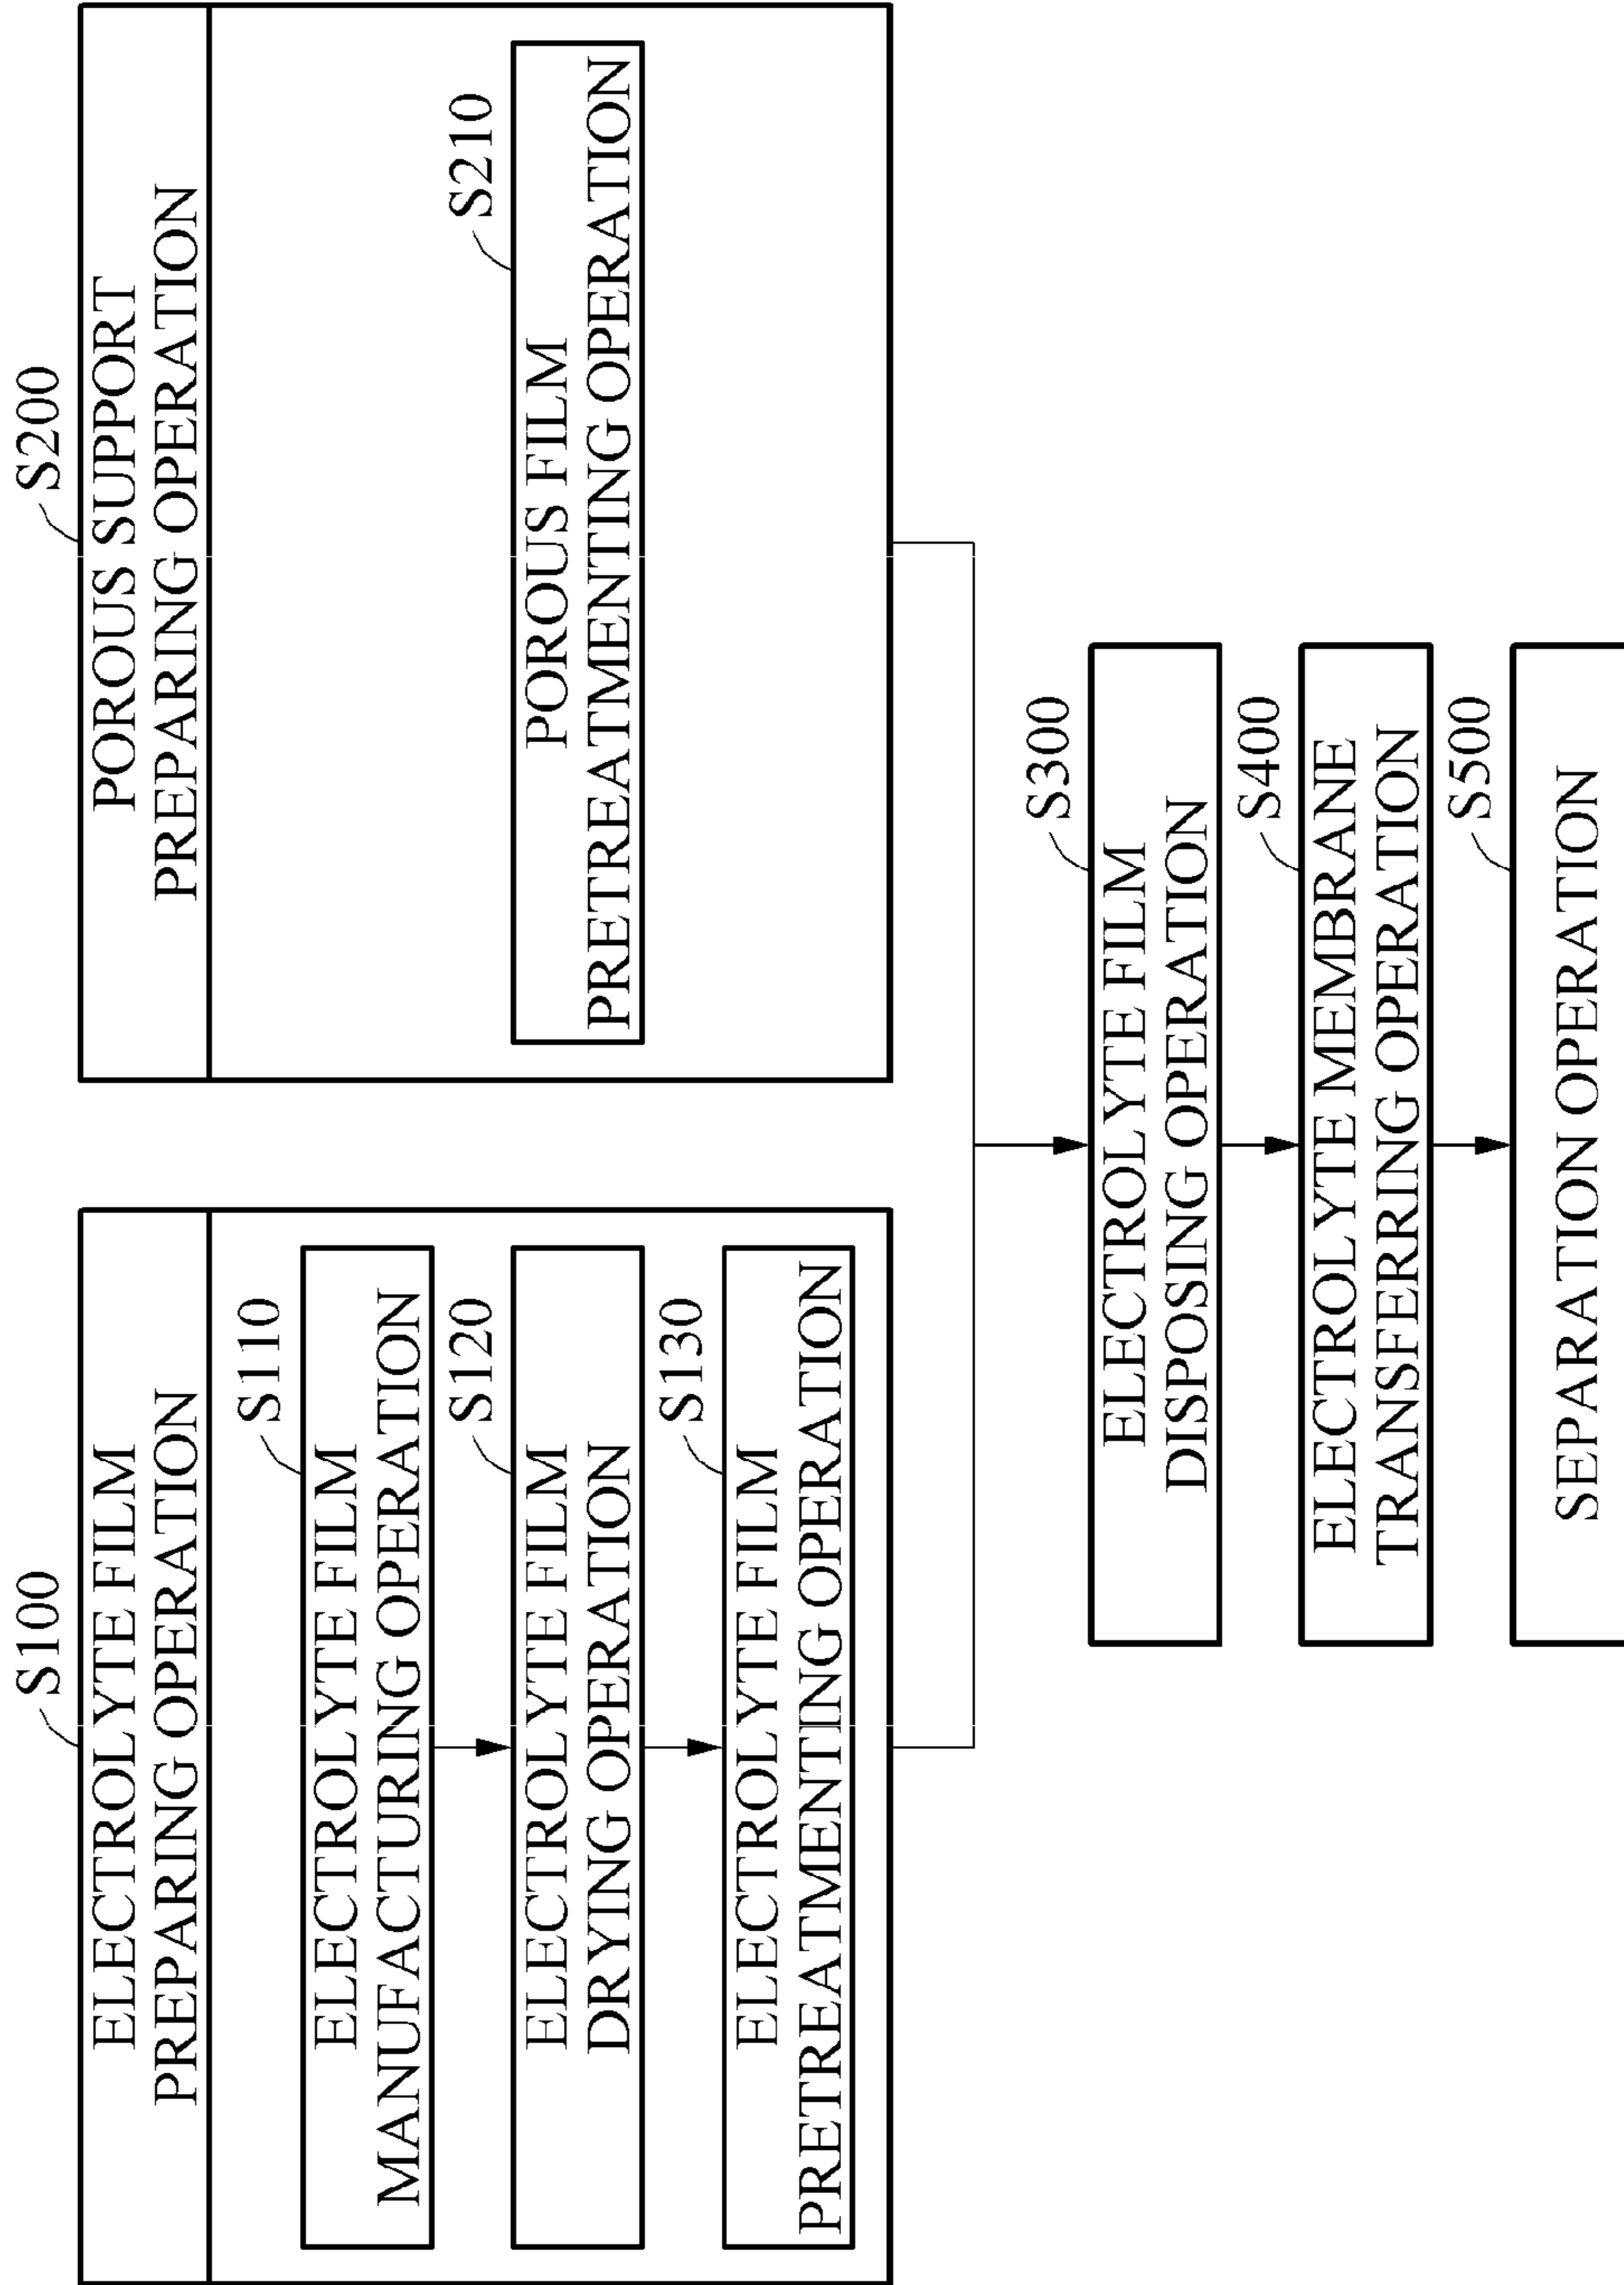 S100
ELECTROLYTE FILM
PREPARING OPERATION
S110
ELECTROLYTE FILM
MANUFACTURING OPERATION
S120
ELECTROLYTE FILM
DRYING OPERATION
S130
ELECTROLYTE FILM
PRETREATMENTING OPERATION
S200
POROUS SUPPORT
PREPARING OPERATION
S210
POROUS FILM
PRETREATMENTING OPERATION
S300
ELECTROLYTE FILM
DISPOSING OPERATION
S400
ELECTROLYTE MEMBRANE
TRANSFERRING OPERATION
S500
SEPARATION OPERATION